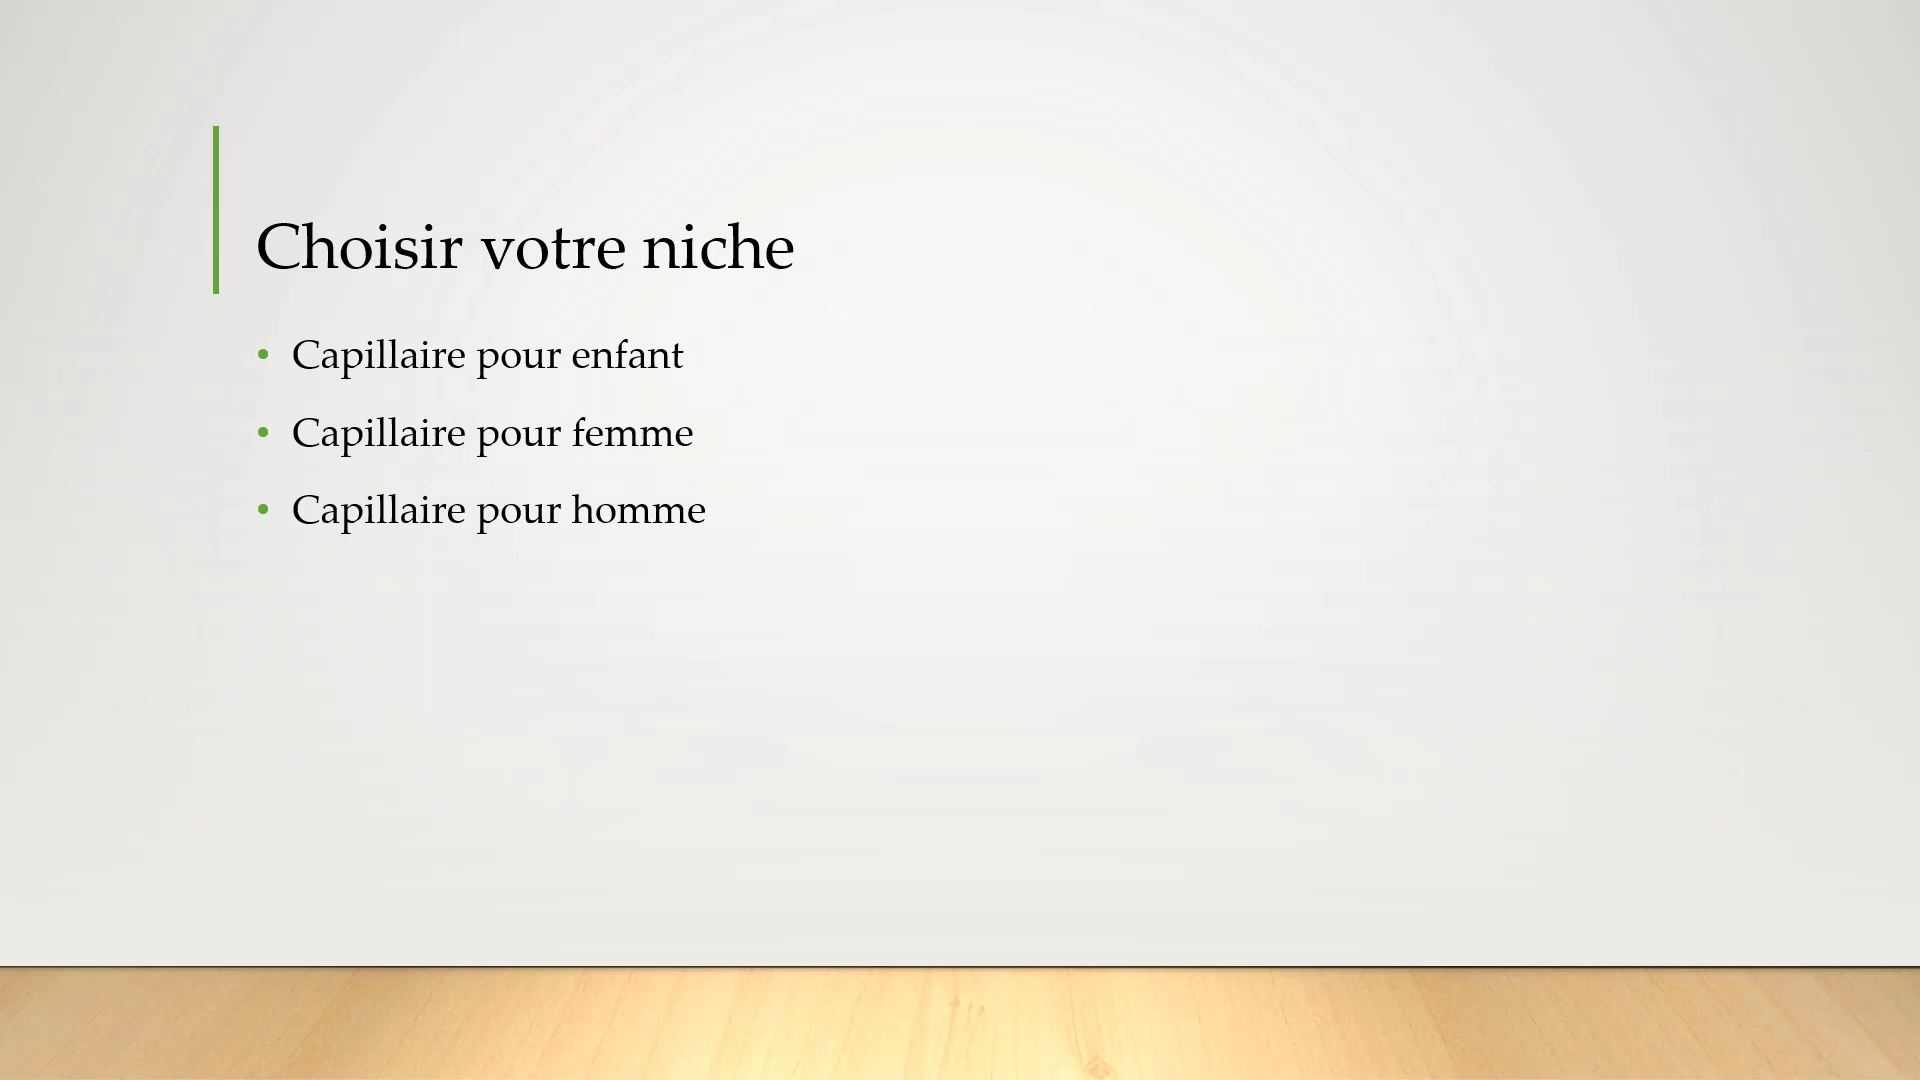 Choisir votre niche
• Capillaire pour enfant
• Capillaire pour femme
• Capillaire pour homme